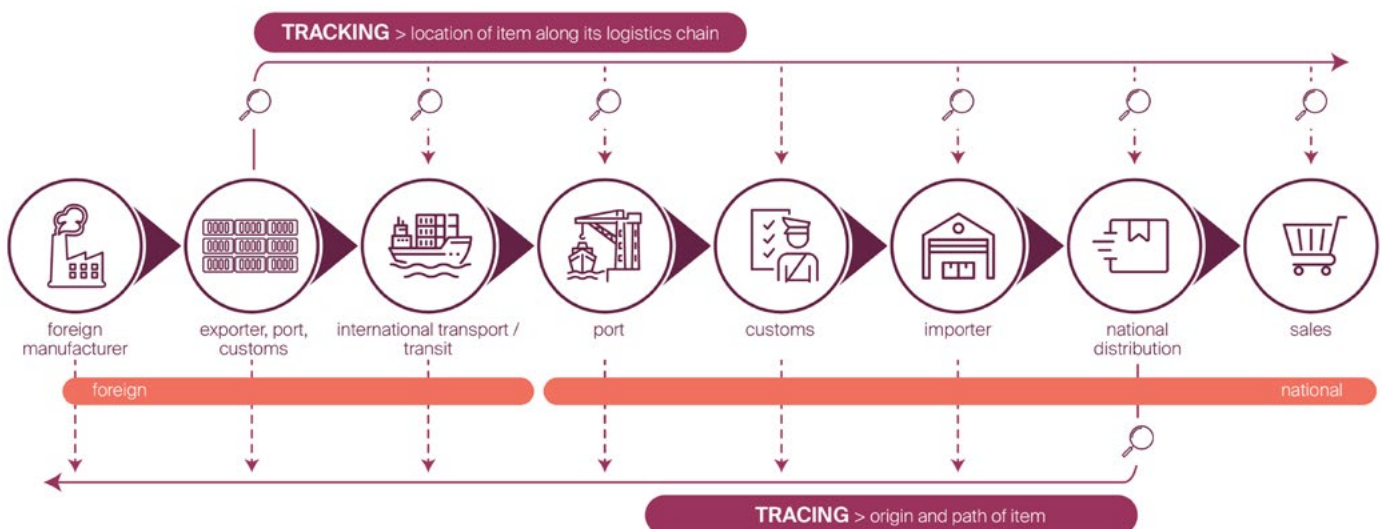 TRACKING > location of item along its logistics chain
foreign
manufacturer
exporter, port,
customs
international transport /
transit
port
customs
importer
national
distribution
sales
foreign
national
TRACING > origin and path of item